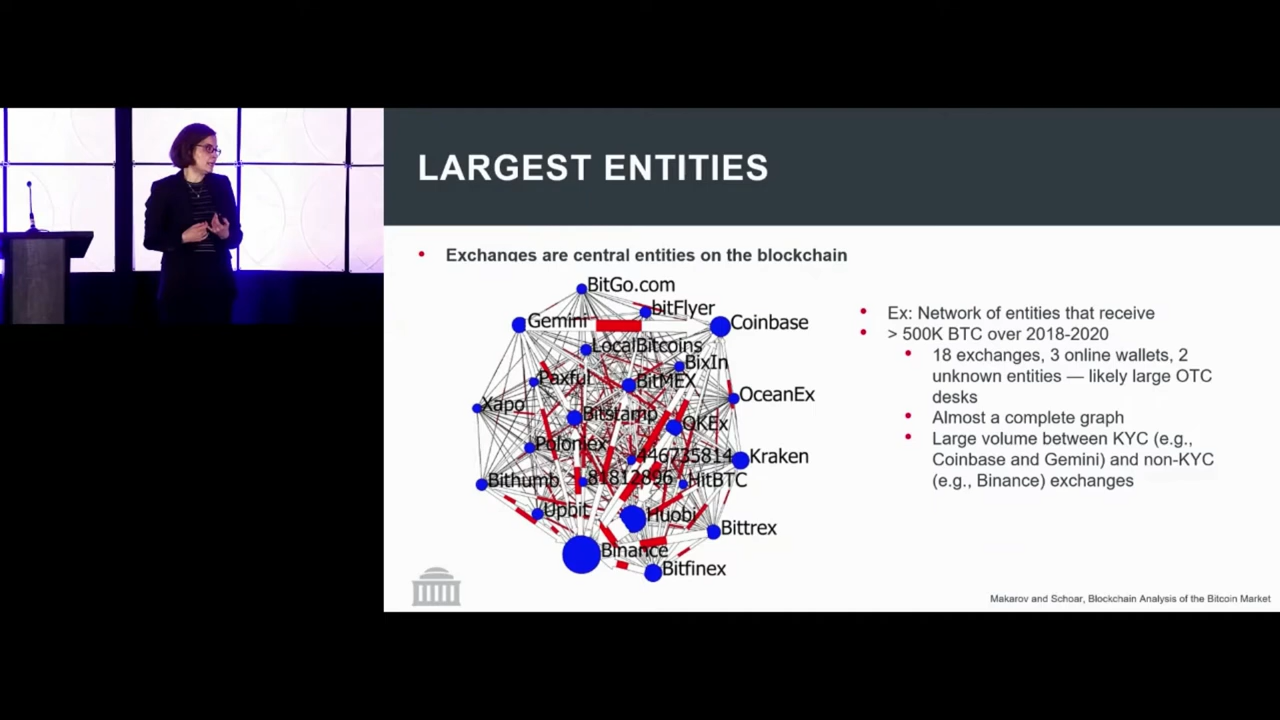 LARGEST ENTITIES
Exchanges are central entities on the blockchain
BitGo.com
bitFlyer
Gemini
Coinbase
LocalBitcoins
BixIn
Paxful
BitMEX
OceanEx
Xapo
Bitstamp
OKEx
Poloniex
446735814
Kraken
Bithumb
81812896
HitBTC
Upbit
Huobi
Bittrex
Binance
Bitfinex
Ex: Network of entities that receive
> 500K BTC over 2018-2020
18 exchanges, 3 online wallets, 2
unknown entities — likely large OTC
desks
Almost a complete graph
Large volume between KYC (e.g.,
Coinbase and Gemini) and non-KYC
(e.g., Binance) exchanges
Makarov and Schoar, Blockchain Analysis of the Bitcoin Market